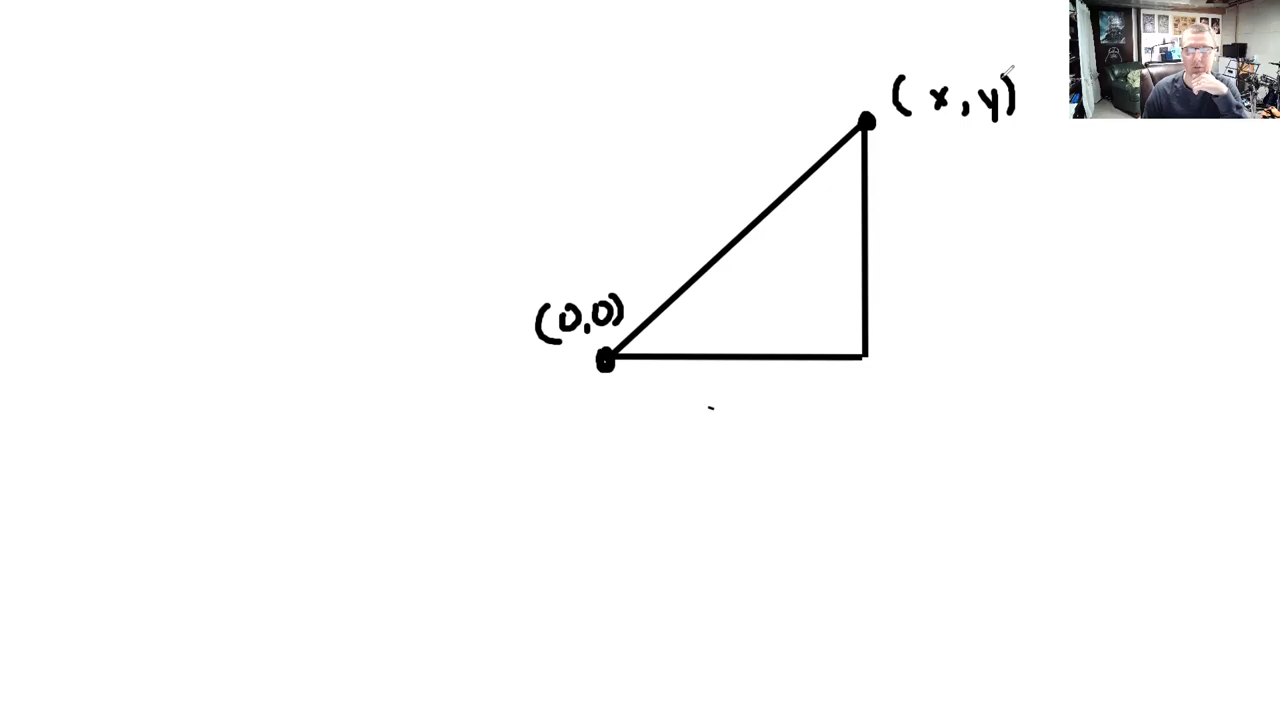 ( x, y)
(0,0)